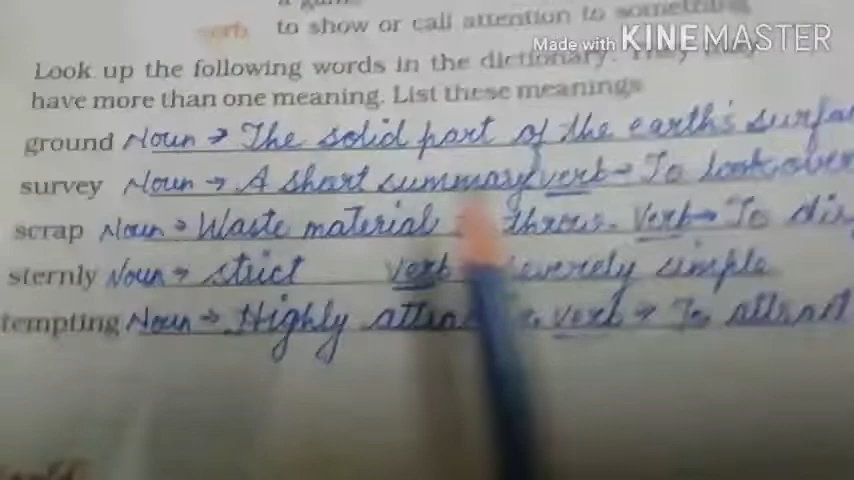 verb to show or call attention to something
Made with KINEMASTER
Look up the following words in the dictionary. They
have more than one meaning. List these meanings
ground Noun → The solid part of the earth's surfa
survey Noun → A short summary verb → To look over
scrap Noun → Waste material throw. Verb → To dis
sternly Noun → strict verb severely simple
tempting Noun → Highly verb → To attract